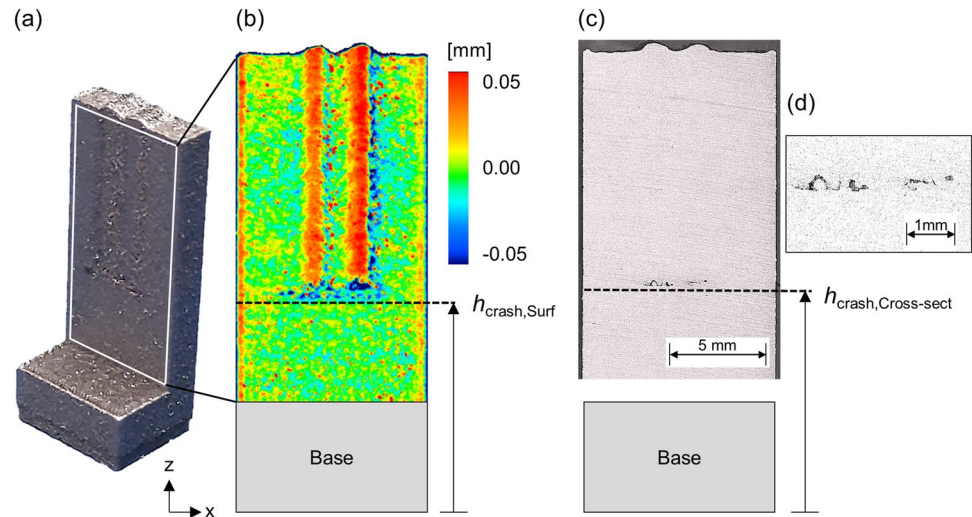 (a)
(b)
(c)
[mm]
0.05
0.00
-0.05
(d)
1mm
hcrash,Surf
hcrash,Cross-sect
5 mm
Base
Base
z
x